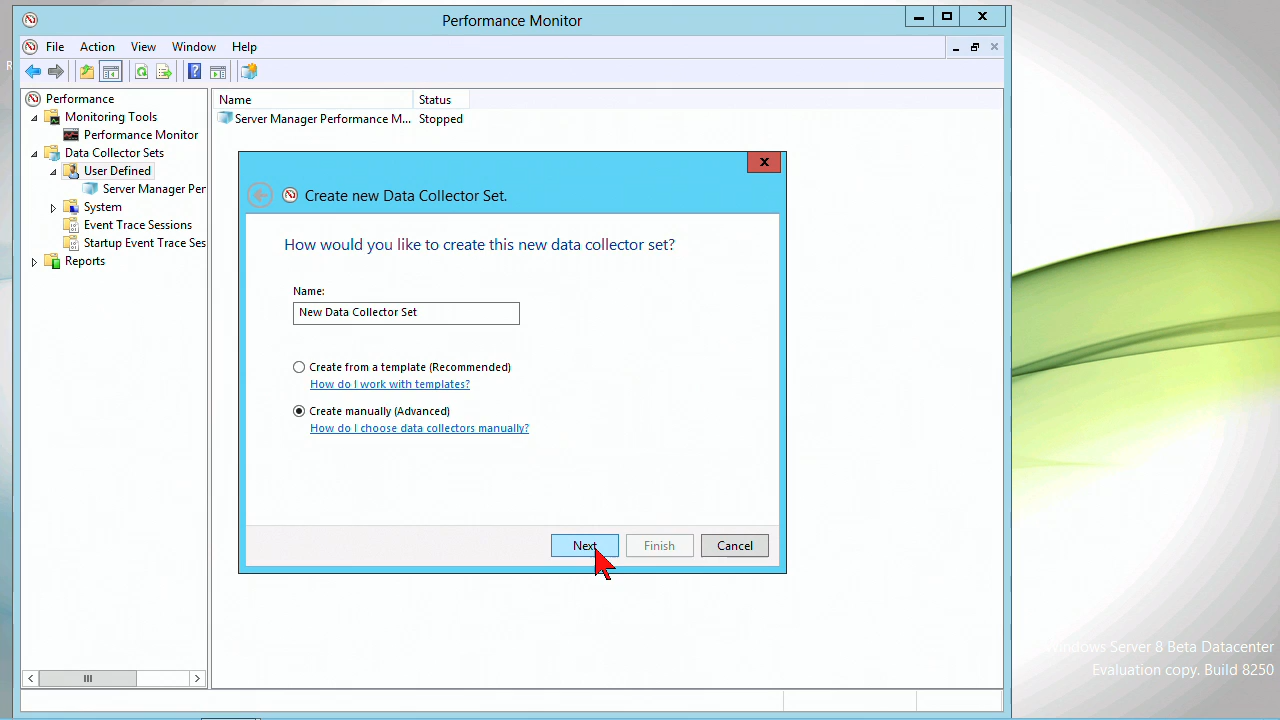 Performance Monitor
File Action View Window Help
Performance
Monitoring Tools
Performance Monitor
Data Collector Sets
User Defined
Server Manager Per
System
Event Trace Sessions
Startup Event Trace Ses
Reports
Name Status
Server Manager Performance M... Stopped
Create new Data Collector Set.
How would you like to create this new data collector set?
Name:
New Data Collector Set
Create from a template (Recommended)
How do I work with templates?
Create manually (Advanced)
How do I choose data collectors manually?
Next Finish Cancel
Windows Server 8 Beta Datacenter
Evaluation copy. Build 8250